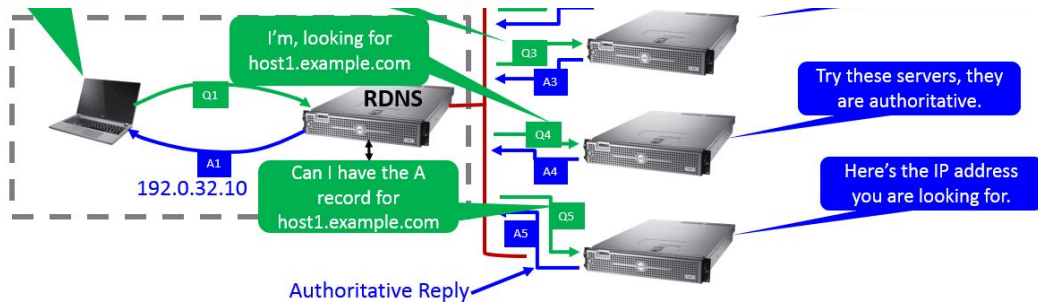 I'm, looking for
host1.example.com
Q1
RDNS
A1
192.0.32.10
Can I have the A
record for
host1.example.com
Q3
A3
Q4
A4
Q5
A5
Authoritative Reply
Try these servers, they
are authoritative.
Here's the IP address
you are looking for.